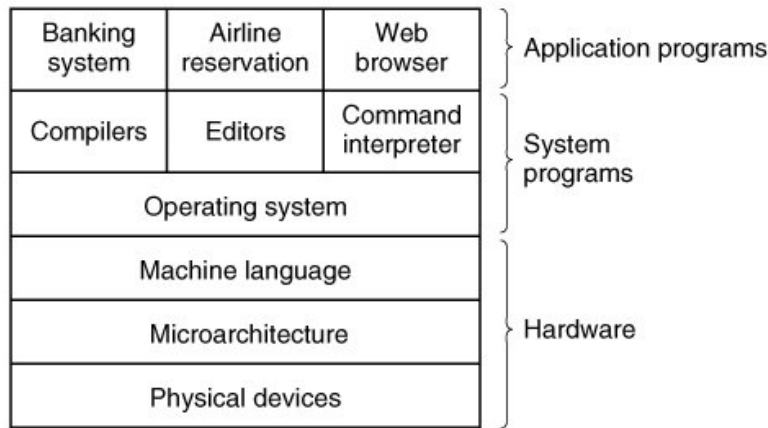 Banking
system
Airline
reservation
Web
browser
Application programs
Compilers
Editors
Command
interpreter
System
programs
Operating system
Machine language
Microarchitecture
Hardware
Physical devices